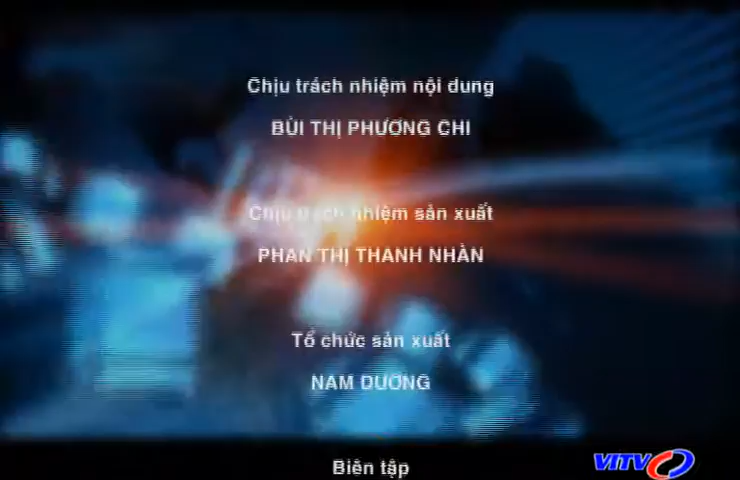 Chịu trách nhiệm nội dung
BÙI THỊ PHƯƠNG CHI
Chịu trách nhiệm sản xuất
PHAN THỊ THANH NHÀN
Tổ chức sản xuất
NAM DƯƠNG
Biên tập
VITV